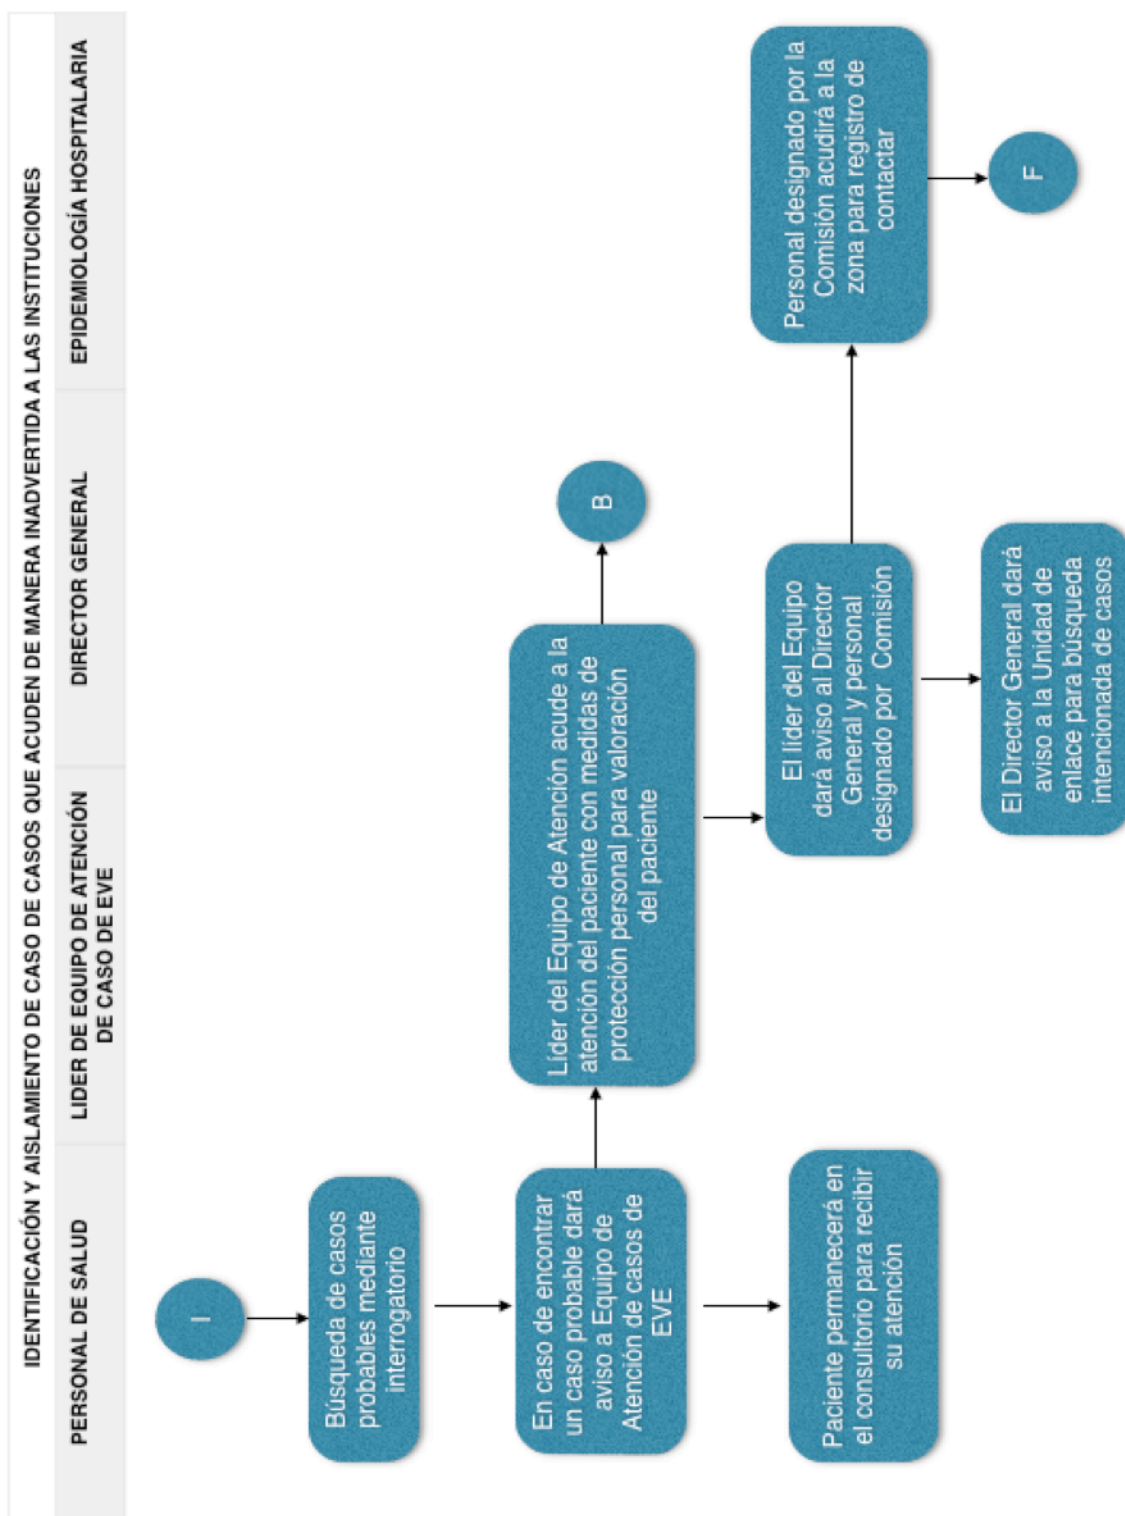 IDENTIFICACIÓN Y AISLAMIENTO DE CASO DE CASOS QUE ACUDEN DE MANERA INADVERTIDA A LAS INSTITUCIONES
PERSONAL DE SALUD
LIDER DE EQUIPO DE ATENCIÓN
DE CASO DE EVE
DIRECTOR GENERAL
EPIDEMIOLOGÍA HOSPITALARIA
I
Búsqueda de casos
probables mediante
interrogatorio
En caso de encontrar
un caso probable dará
aviso a Equipo de
Atención de casos de
EVE
Paciente permanecerá en
el consultorio para recibir
su atención
Líder del Equipo de Atención acude a la
atención del paciente con medidas de
protección personal para valoración
del paciente
B
El líder del Equipo
dará aviso al Director
General y personal
designado por Comisión
El Director General dará
aviso a la Unidad de
enlace para búsqueda
intencionada de casos
Personal designado por la
Comisión acudirá a la
zona para registro de
contactar
F